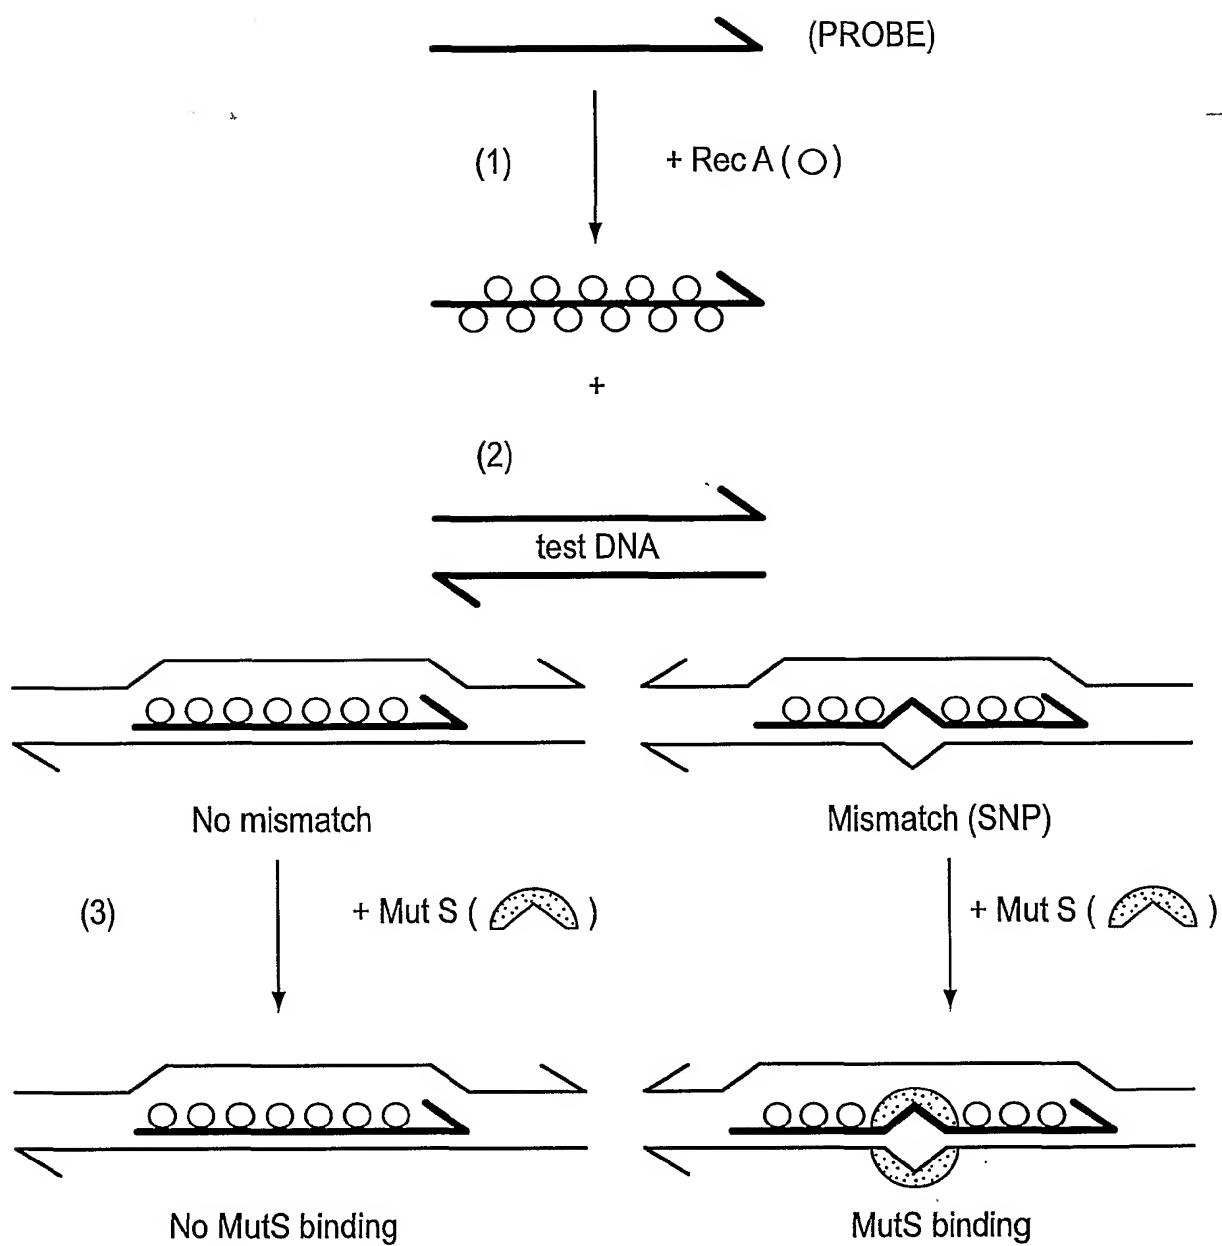 (PROBE)
(1)
+ Rec A ( )
+
(2)
test DNA
No mismatch
Mismatch (SNP)
(3)
+ Mut S ( )
+ Mut S ( )
No MutS binding
MutS binding